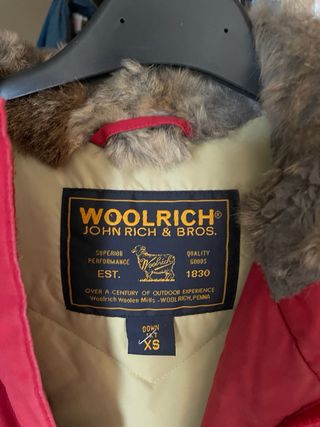 WOOLRICH®
JOHN RICH & BROS.
SUPERIOR PERFORMANCE
Woolrich
QUALITY GOODS
EST. 1830
OVER A CENTURY OF OUTDOOR EXPERIENCE
Woolrich Woolen Mills - WOOLRICH, PENNA
DOWN
XS